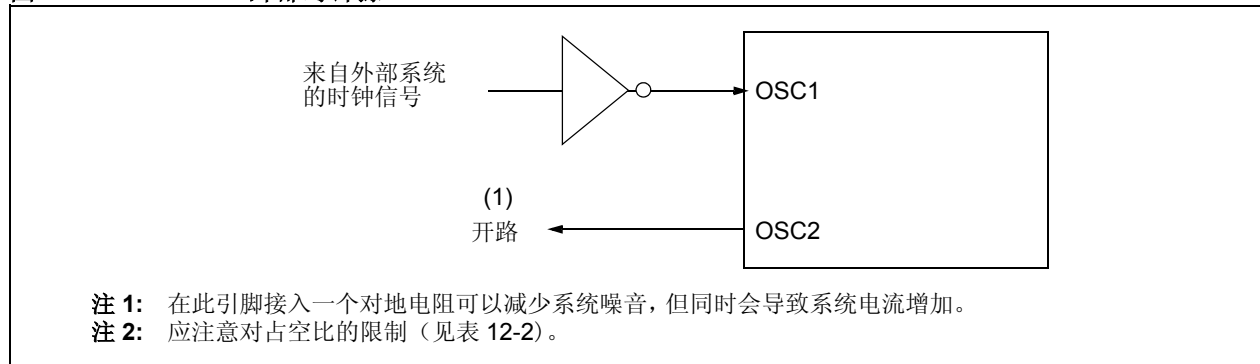 来自外部系统
的时钟信号
OSC1
(1)
开路
OSC2
注 1: 在此引脚接入一个对地电阻可以减少系统噪音，但同时会导致系统电流增加。
注 2: 应注意对占空比的限制（见表 12-2）。